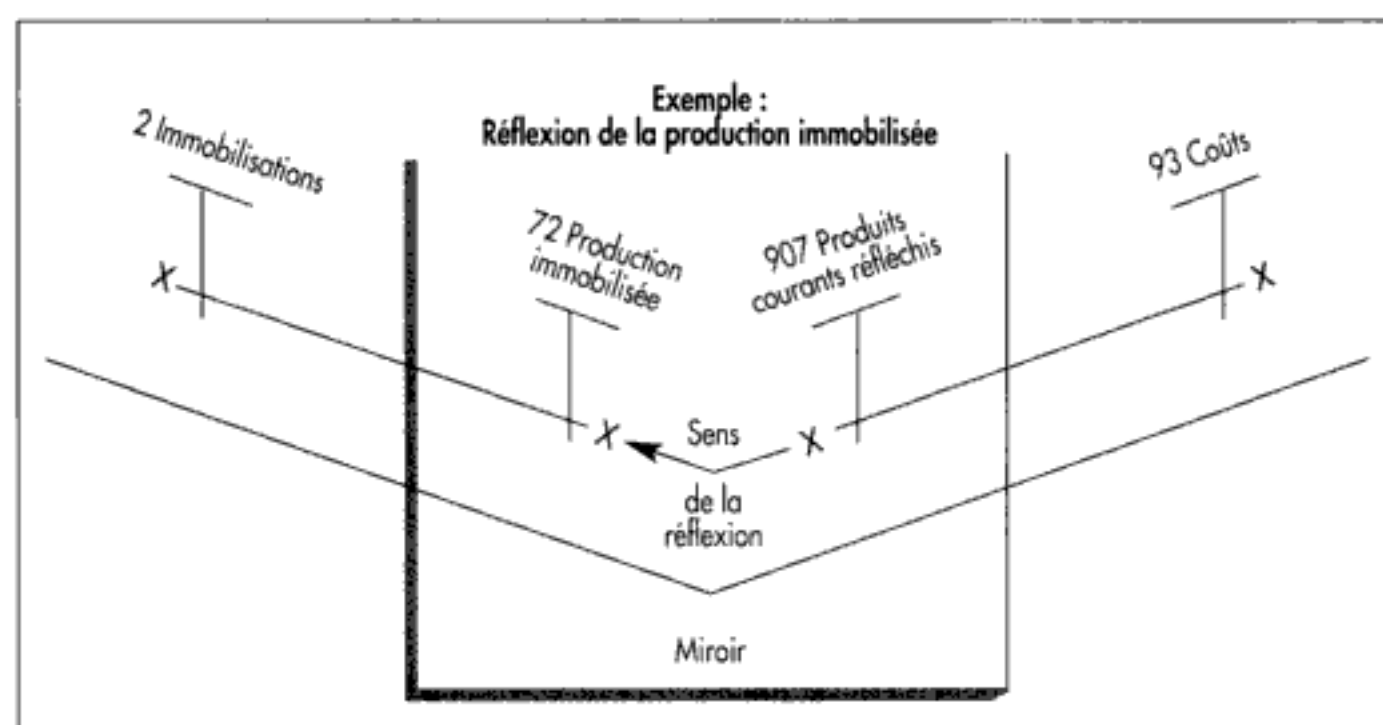 Exemple :
Réflexion de la production immobilisée
2 Immobilisations
93 Coûts
72 Production
immobilisée
907 Produits
courants réfléchis
X
X
X
X
Sens
de la
réflexion
Miroir